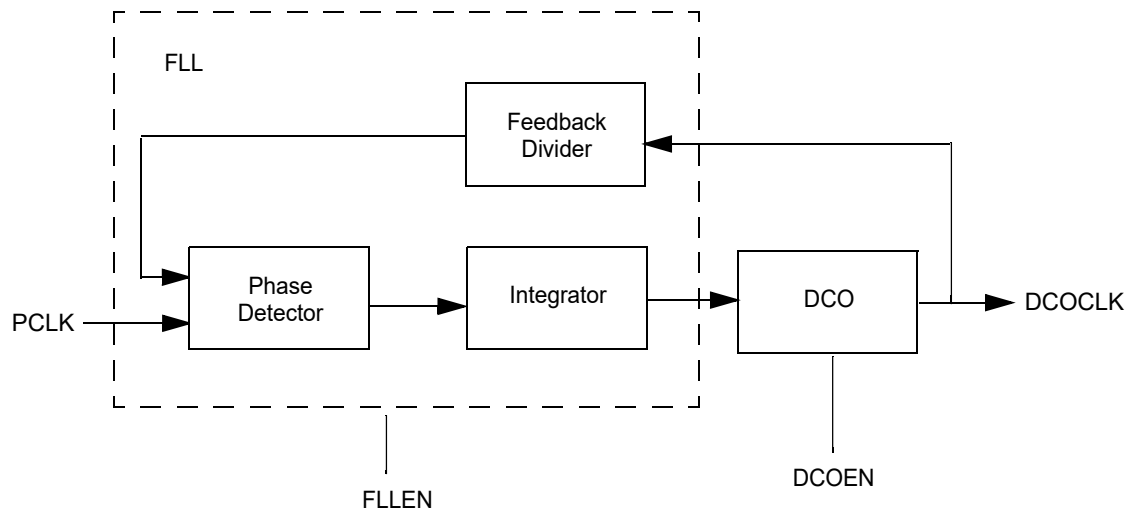 FLL
Feedback
Divider
Phase
Detector
Integrator
DCO
PCLK
DCOCLK
FLLEN
DCOEN